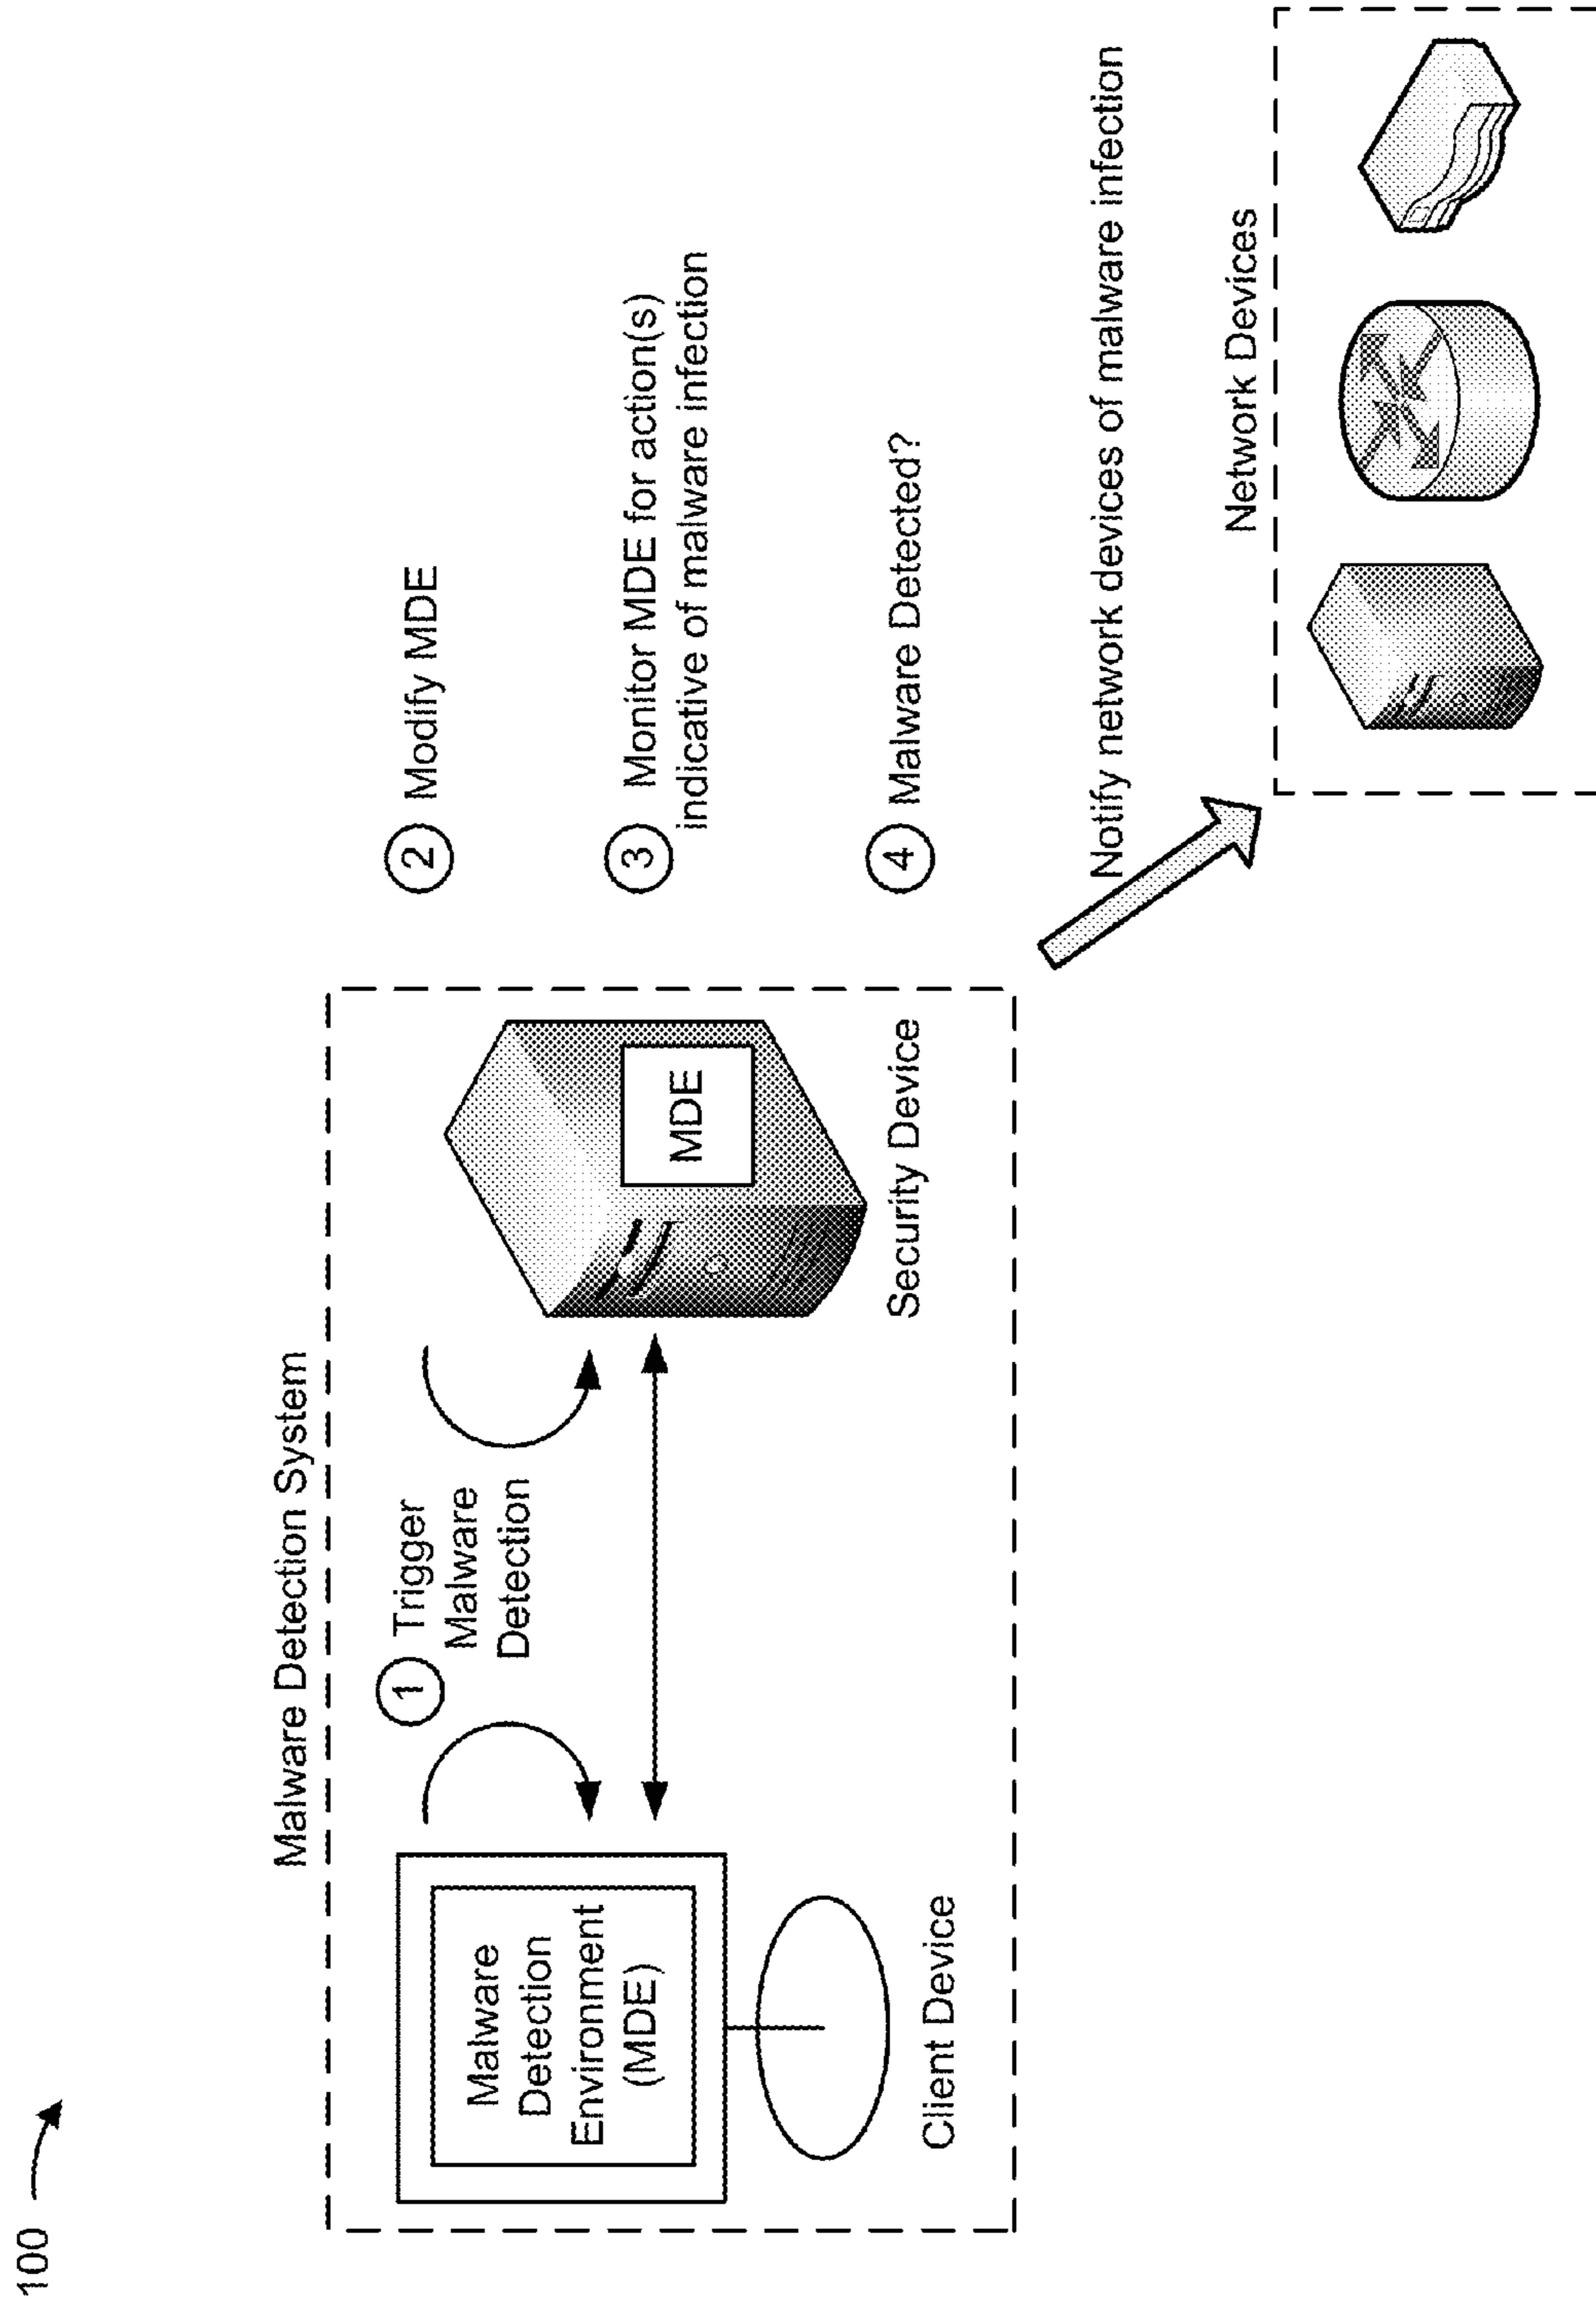 100
Malware Detection System
Malware
Detection
Environment
(MDE)
Client Device
1 Trigger
Malware
Detection
MDE
Security Device
2 Modify MDE
3 Monitor MDE for action(s)
indicative of malware infection
4 Malware Detected?
Notify network devices of malware infection
Network Devices